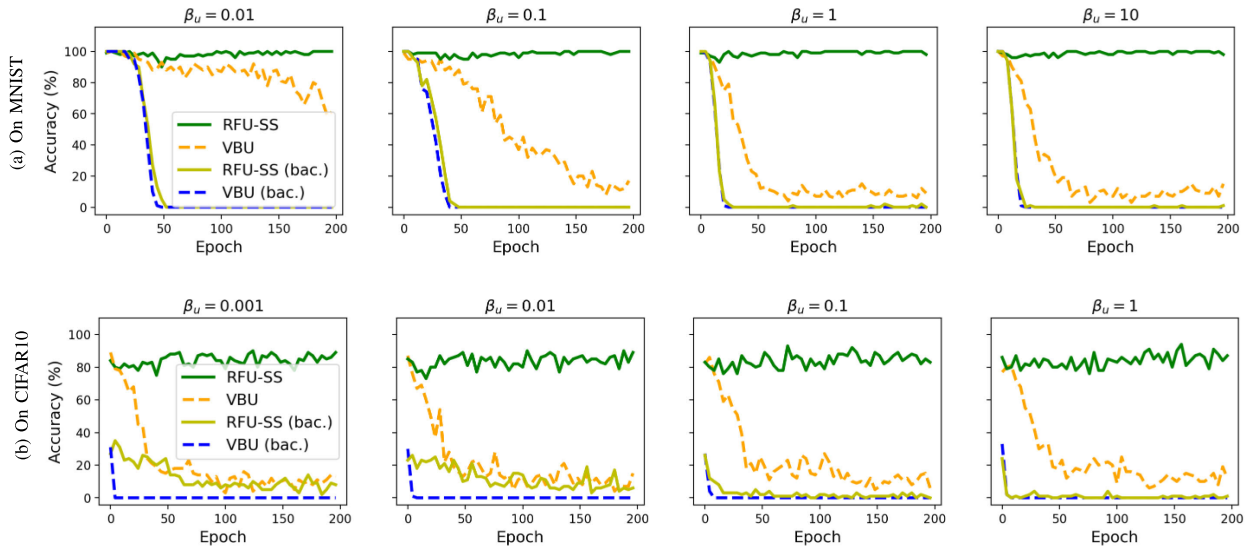 (a) On MNIST
β_u = 0.01
β_u = 0.1
β_u = 1
β_u = 10
Accuracy (%)
100
80
60
40
20
0
RFU-SS
VBU
RFU-SS (bac.)
VBU (bac.)
0 50 100 150 200
0 50 100 150 200
0 50 100 150 200
0 50 100 150 200
Epoch
Epoch
Epoch
Epoch
(b) On CIFAR10
β_u = 0.001
β_u = 0.01
β_u = 0.1
β_u = 1
Accuracy (%)
100
80
60
40
20
0
RFU-SS
VBU
RFU-SS (bac.)
VBU (bac.)
0 50 100 150 200
0 50 100 150 200
0 50 100 150 200
0 50 100 150 200
Epoch
Epoch
Epoch
Epoch